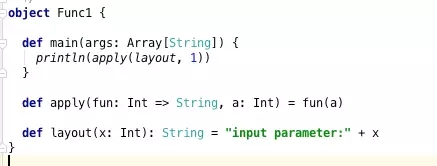 object Func1 {
def main(args: Array[String]) {
println(apply(layout, 1))
}
def apply(fun: Int => String, a: Int) = fun(a)
def layout(x: Int): String = "input parameter:" + x
}